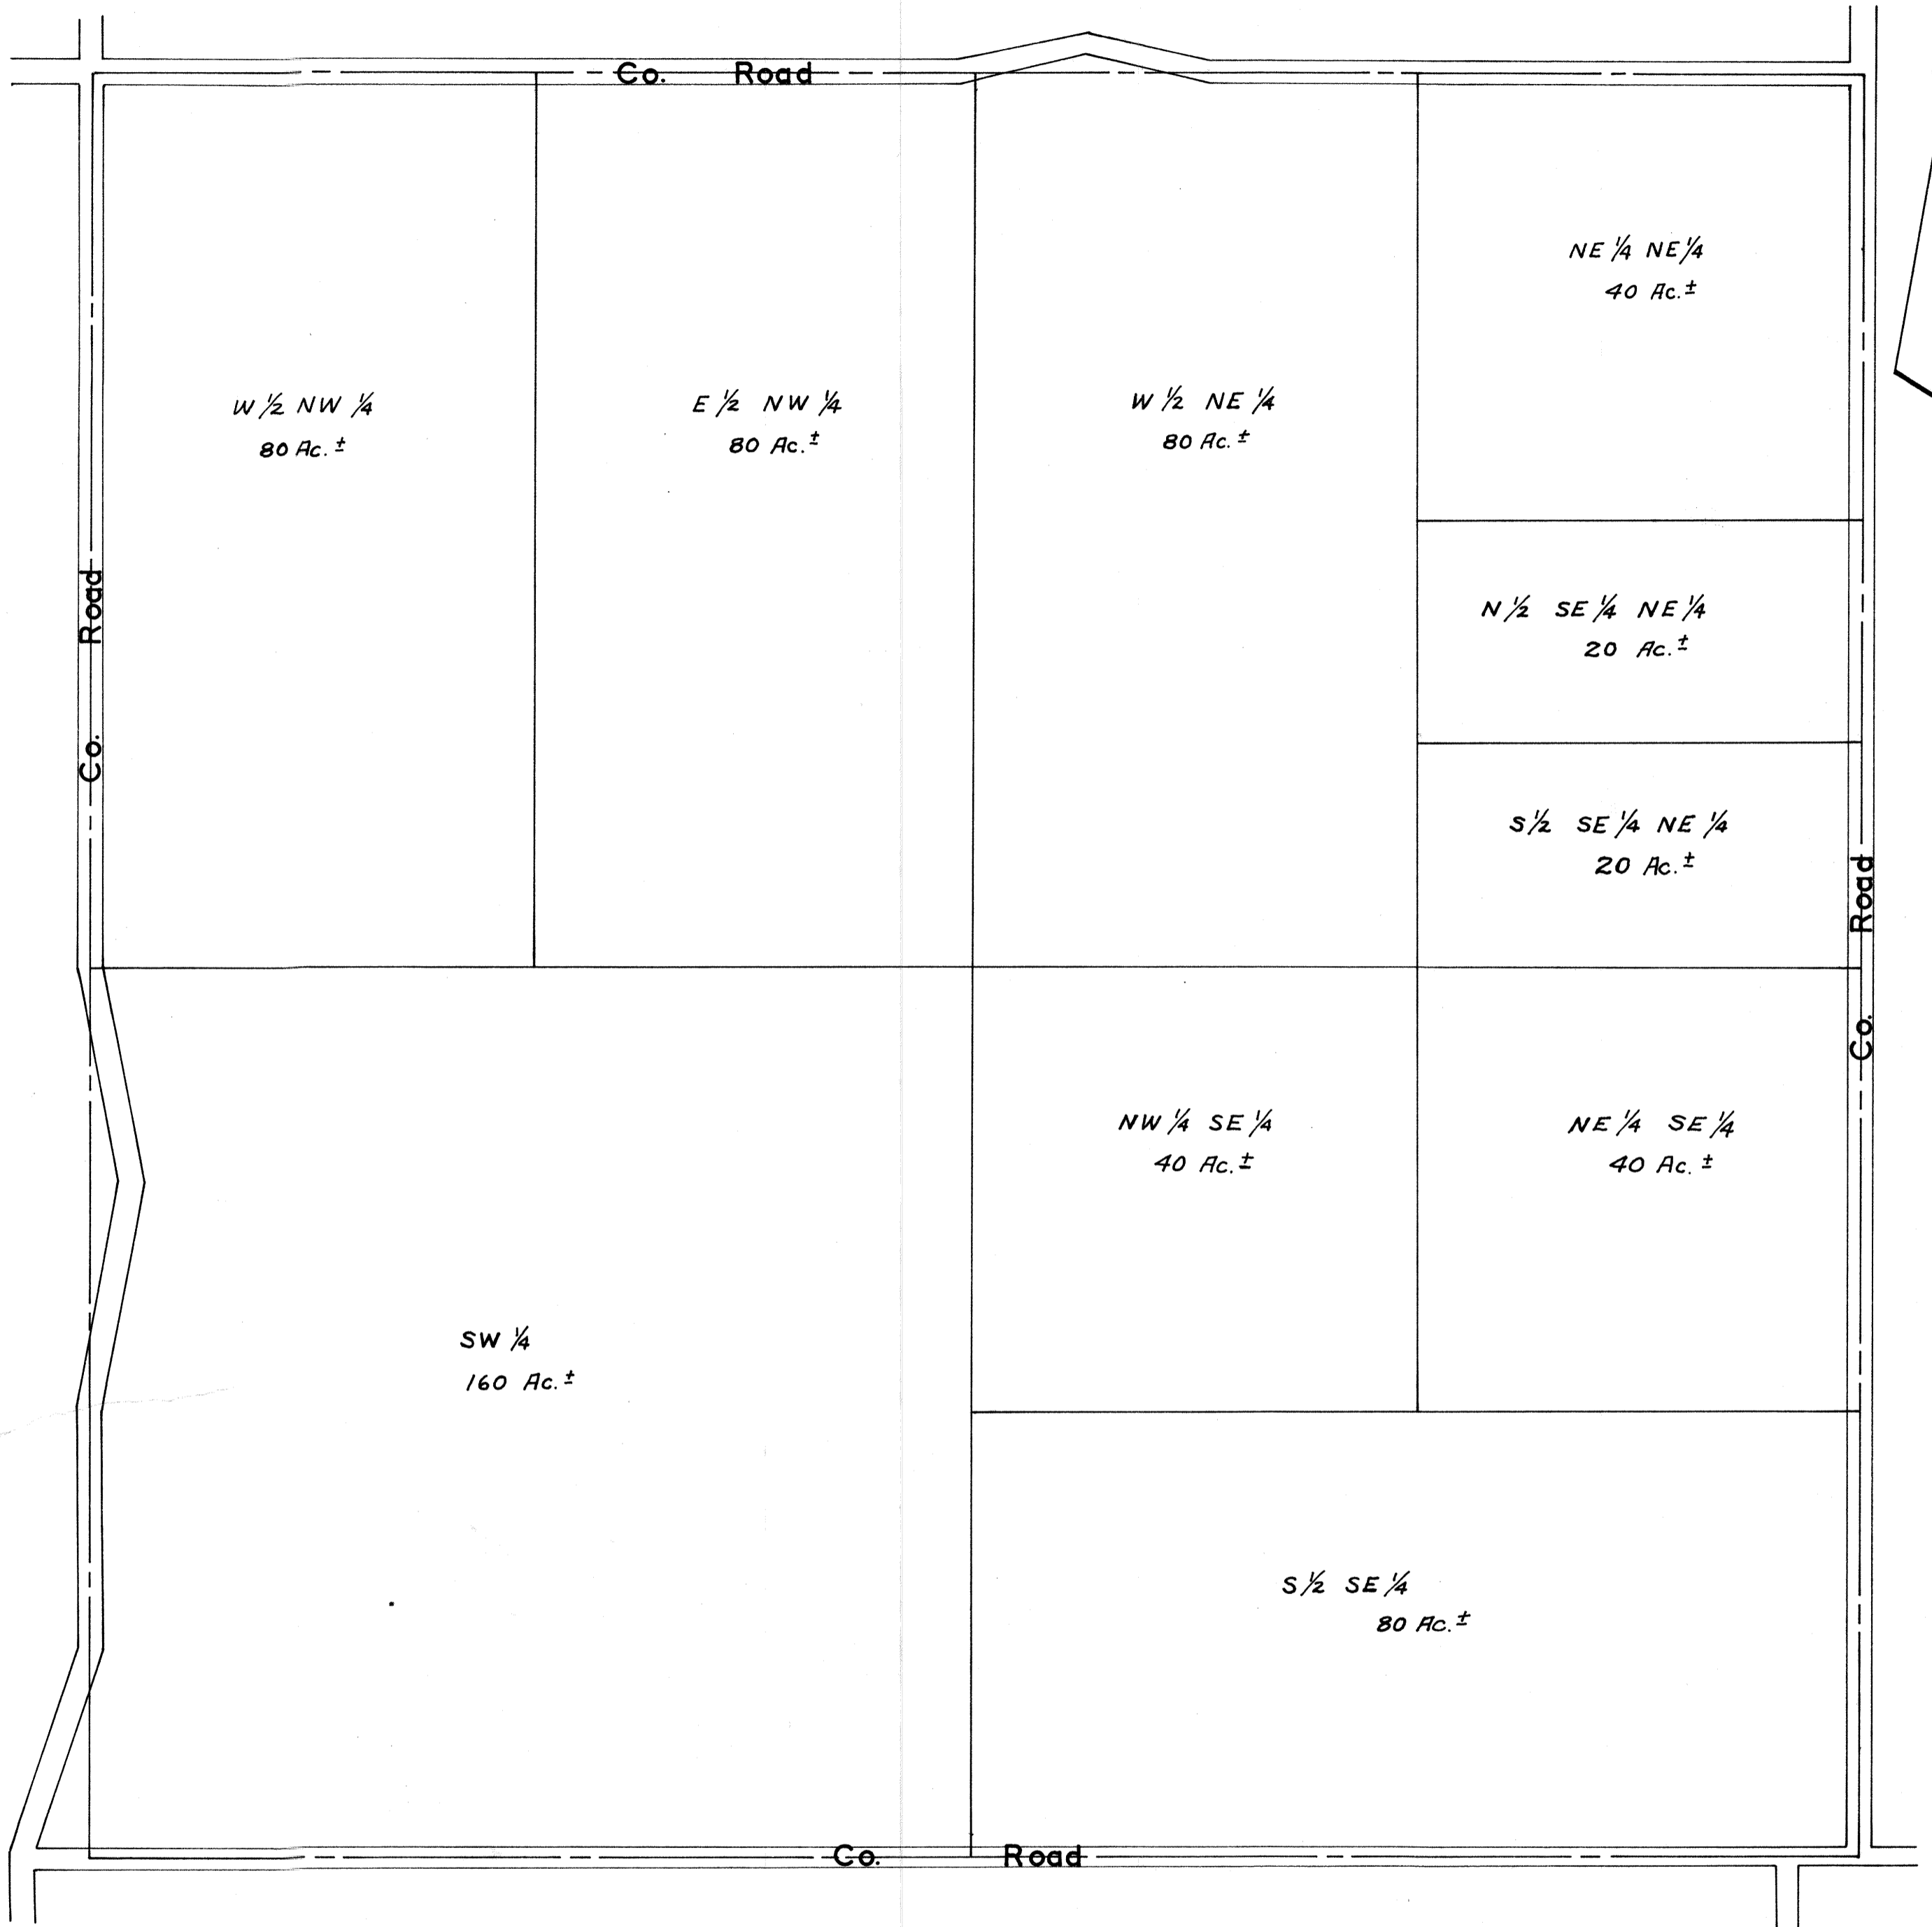 Co. Road
NE 1/4 NE 1/4
40 Ac. ±
W 1/2 NW 1/4
80 Ac. ±
E 1/2 NW 1/4
80 Ac. ±
W 1/2 NE 1/4
80 Ac. ±
N 1/2 SE 1/4 NE 1/4
20 Ac. ±
Co. Road
S 1/2 SE 1/4 NE 1/4
20 Ac. ±
Co. Road
NW 1/4 SE 1/4
40 Ac. ±
NE 1/4 SE 1/4
40 Ac. ±
SW 1/4
160 Ac. ±
S 1/2 SE 1/4
80 Ac. ±
Co. Road